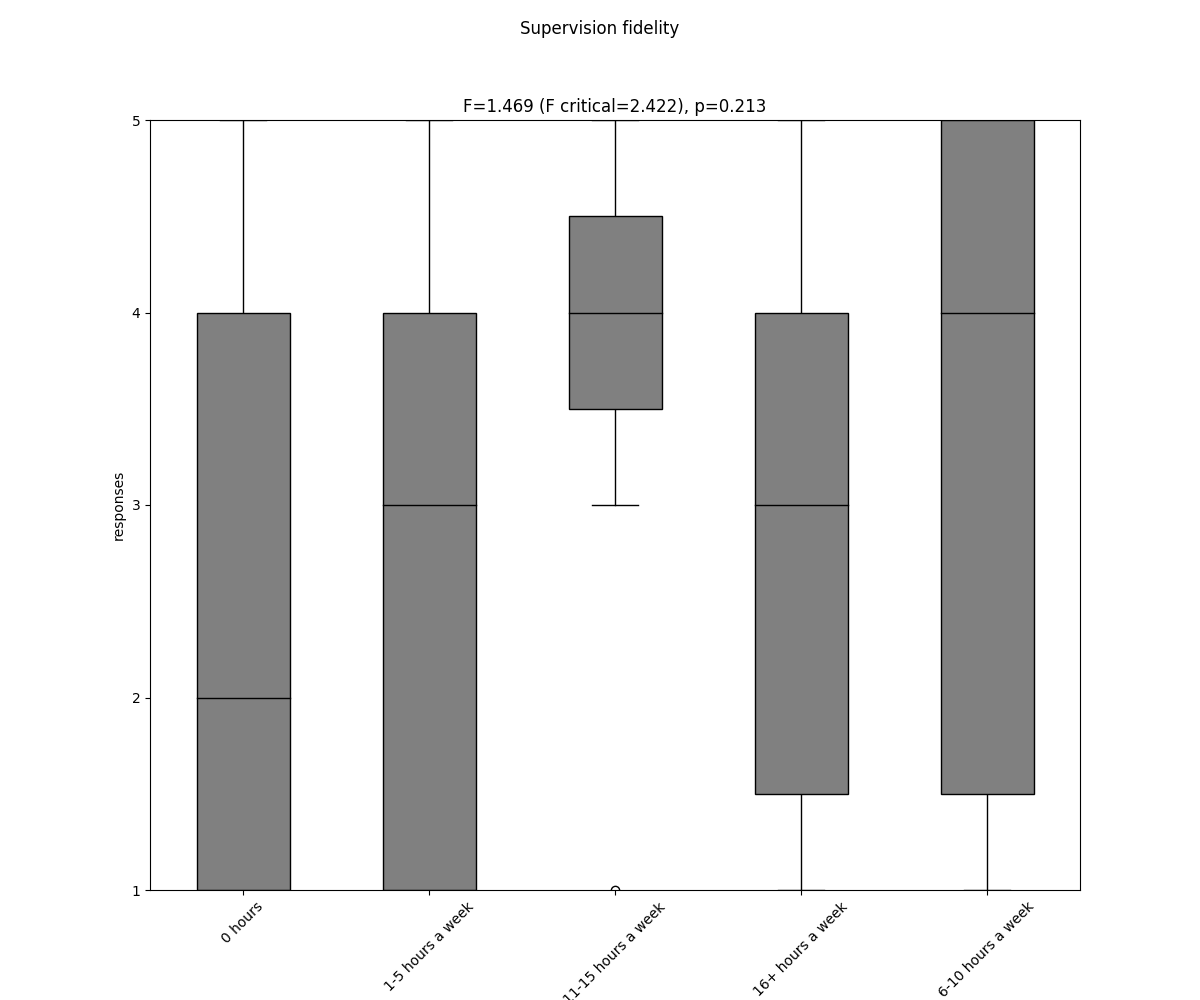 Supervision fidelity
F=1.469 (F critical=2.422), p=0.213
5
4
3
2
1
responses
0 hours
1-5 hours a week
11-15 hours a week
16+ hours a week
6-10 hours a week